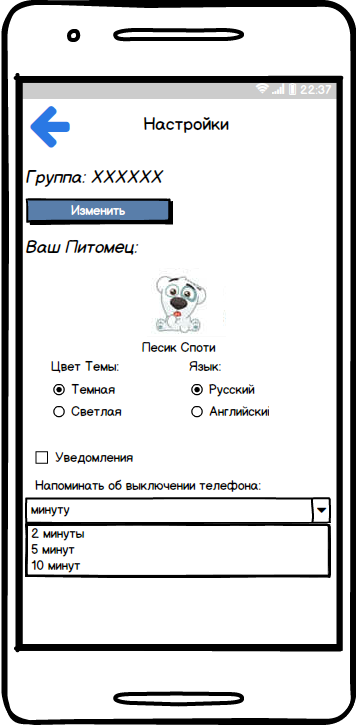 22:37
Настройки
Группа: XXXXXX
Изменить
Ваш Питомец:
Песик Споти
Цвет Темы: Язык:
Темная Русский
Светлая Английский
Уведомления
Напоминать об выключении телефона:
минуту
2 минуты
5 минут
10 минут